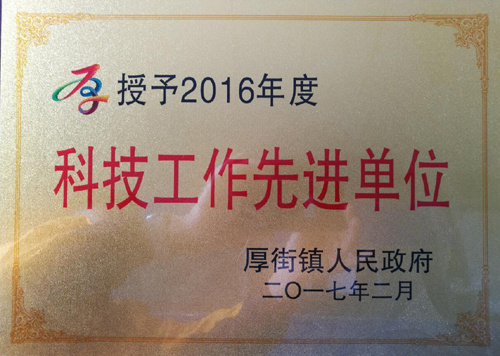 授予2016年度
科技工作先进单位
厚街镇人民政府
二〇一七年二月